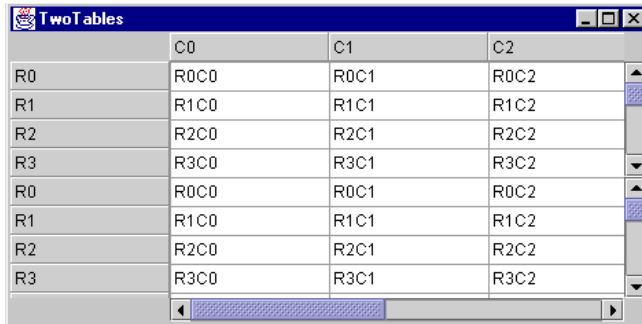 TwoTables
C0 C1 C2
R0 R0C0 R0C1 R0C2
R1 R1C0 R1C1 R1C2
R2 R2C0 R2C1 R2C2
R3 R3C0 R3C1 R3C2
R0 R0C0 R0C1 R0C2
R1 R1C0 R1C1 R1C2
R2 R2C0 R2C1 R2C2
R3 R3C0 R3C1 R3C2